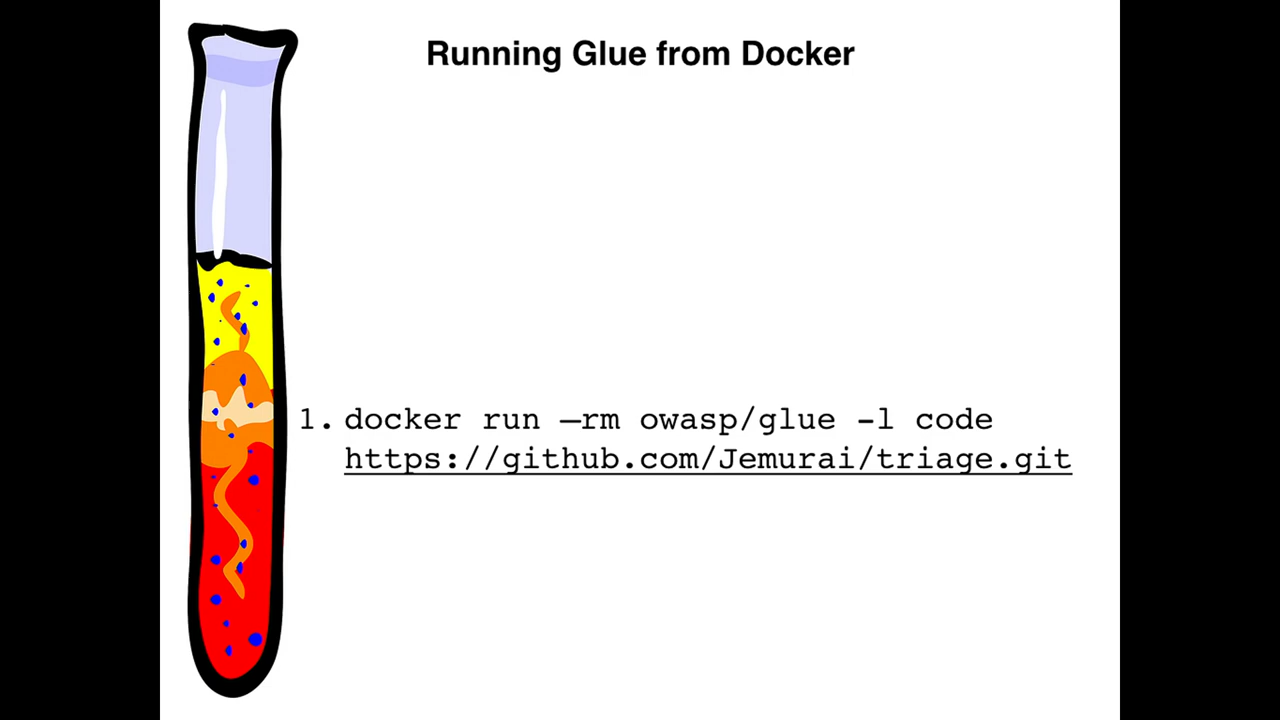 Running Glue from Docker
1. docker run —rm owasp/glue -l code
https://github.com/Jemurai/triage.git